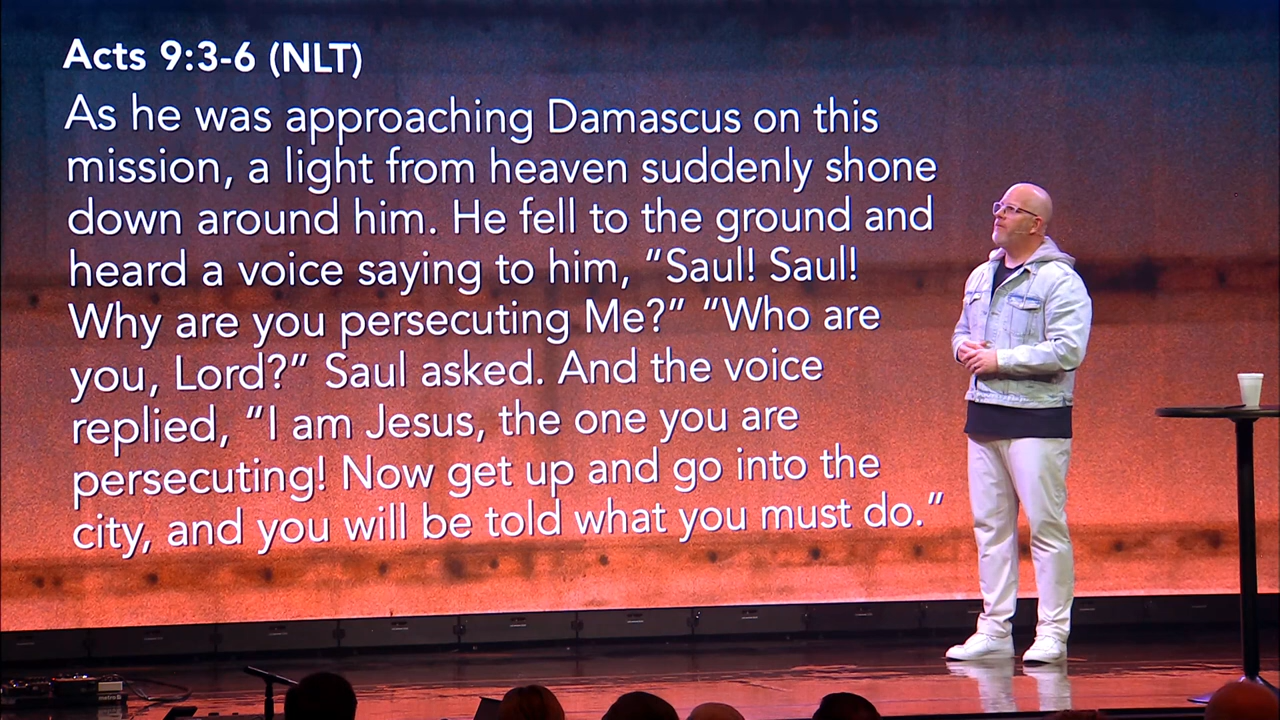 Acts 9:3-6 (NLT)
As he was approaching Damascus on this
mission, a light from heaven suddenly shone
down around him. He fell to the ground and
heard a voice saying to him, “Saul! Saul!
Why are you persecuting Me?” “Who are
you, Lord?” Saul asked. And the voice
replied, “I am Jesus, the one you are
persecuting! Now get up and go into the
city, and you will be told what you must do.”